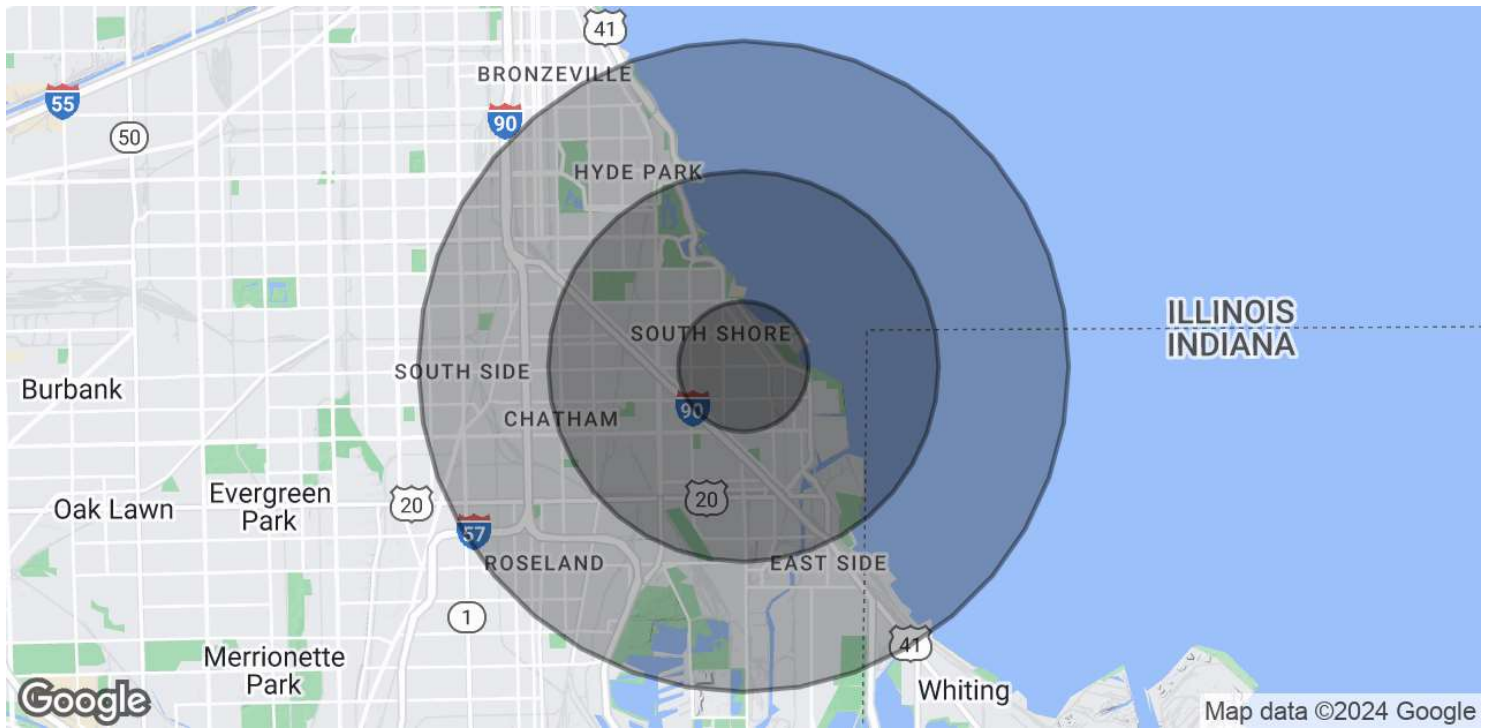 41
BRONZEVILLE
55
90
50
HYDE PARK
ILLINOIS
INDIANA
SOUTH SHORE
SOUTH SIDE
Burbank
90
CHATHAM
Evergreen
Park
20
20
Oak Lawn
57
ROSELAND
EAST SIDE
1
41
Merrionette
Park
Whiting
Google
Map data ©2024 Google